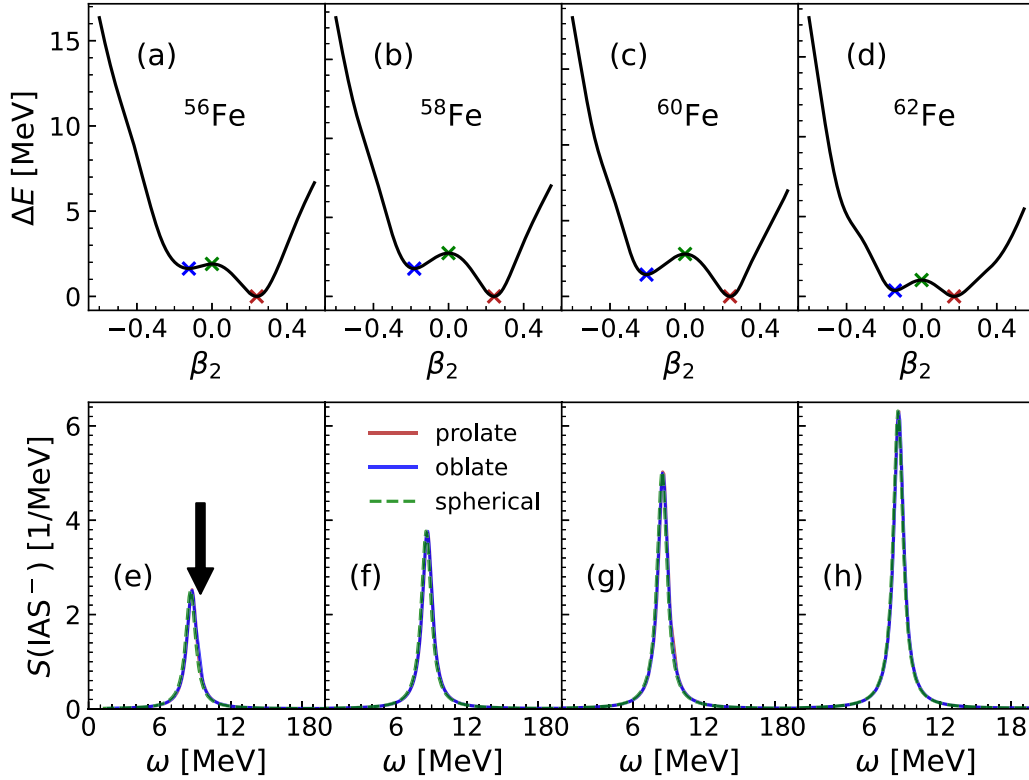 (a) (b) (c) (d)
⁵⁶Fe ⁵⁸Fe ⁶⁰Fe ⁶²Fe
ΔE [MeV]
15
10
5
0
−0.4 0.0 0.4 −0.4 0.0 0.4 −0.4 0.0 0.4 −0.4 0.0 0.4
β₂ β₂ β₂ β₂
S(IAS⁻) [1/MeV]
6
4
2
0
prolate
oblate
spherical
(e) (f) (g) (h)
0 6 12 18 0 6 12 18 0 6 12 18 0 6 12 18
ω [MeV] ω [MeV] ω [MeV] ω [MeV]